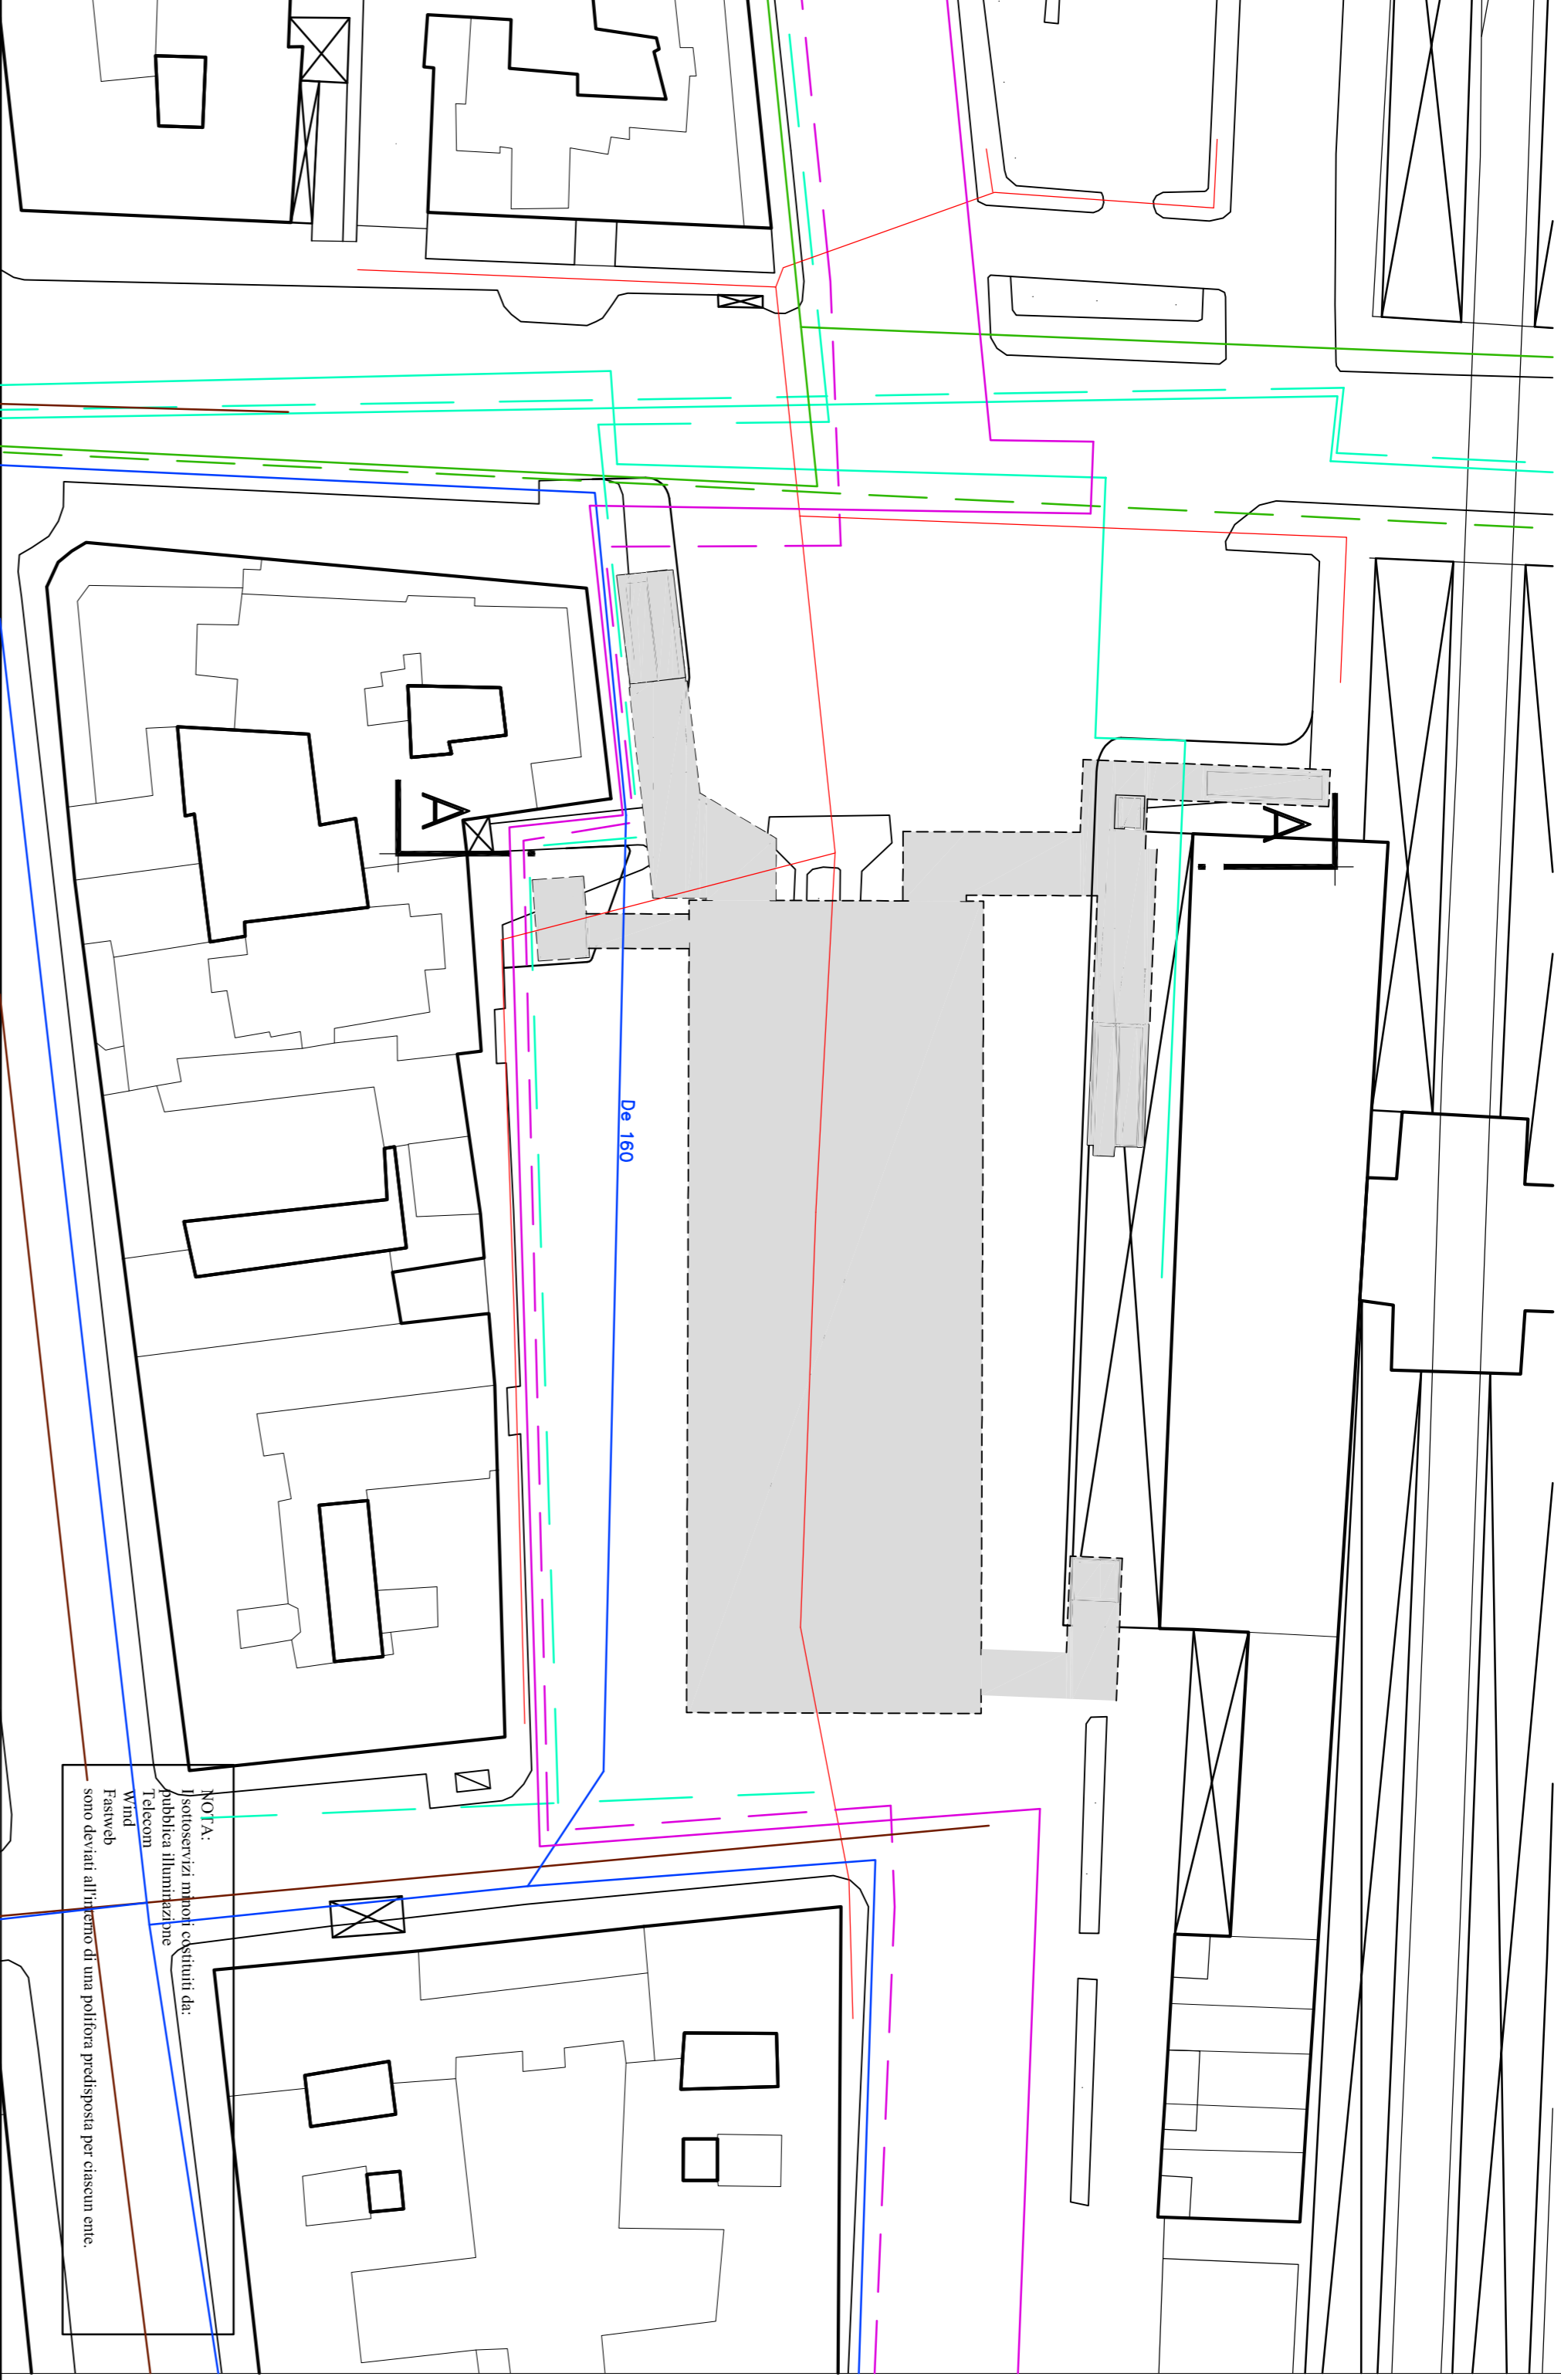 A
A
De 160
NOTA:
I sottoservizi minori costituiti da:
pubblica illuminazione
Telecom
Wind
Fastweb
sono deviati all'interno di una polifora predisposta per ciascun ente.